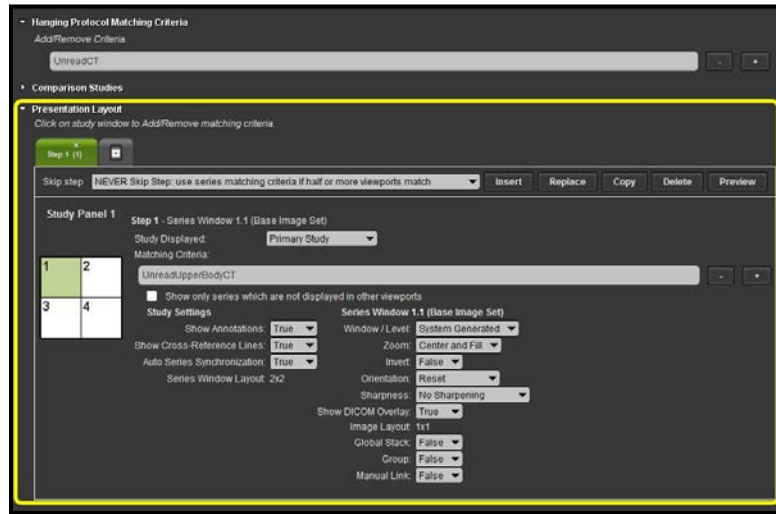 Hanging Protocol Matching Criteria
Add/Remove Criteria.
UnreadCT
- +
Comparison Studies
Presentation Layout
Click on study window to Add/Remove matching criteria.
Step 1 (1) x +
Skip step NEVER Skip Step: use series matching criteria if half or more viewports match Insert Replace Copy Delete Preview
Study Panel 1
1 2
3 4
Step 1 - Series Window 1.1 (Base Image Set)
Study Displayed: Primary Study
Matching Criteria:
UnreadUpperBodyCT
- +
Show only series which are not displayed in other viewports
Study Settings
Show Annotations: True
Show Cross-Reference Lines: True
Auto Series Synchronization: True
Series Window Layout: 2x2
Series Window 1.1 (Base Image Set)
Window / Level: System Generated
Zoom: Center and Fill
Invert: False
Orientation: Reset
Sharpness: No Sharpening
Show DICOM Overlay: True
Image Layout: 1x1
Global Stack: False
Group: False
Manual Link: False